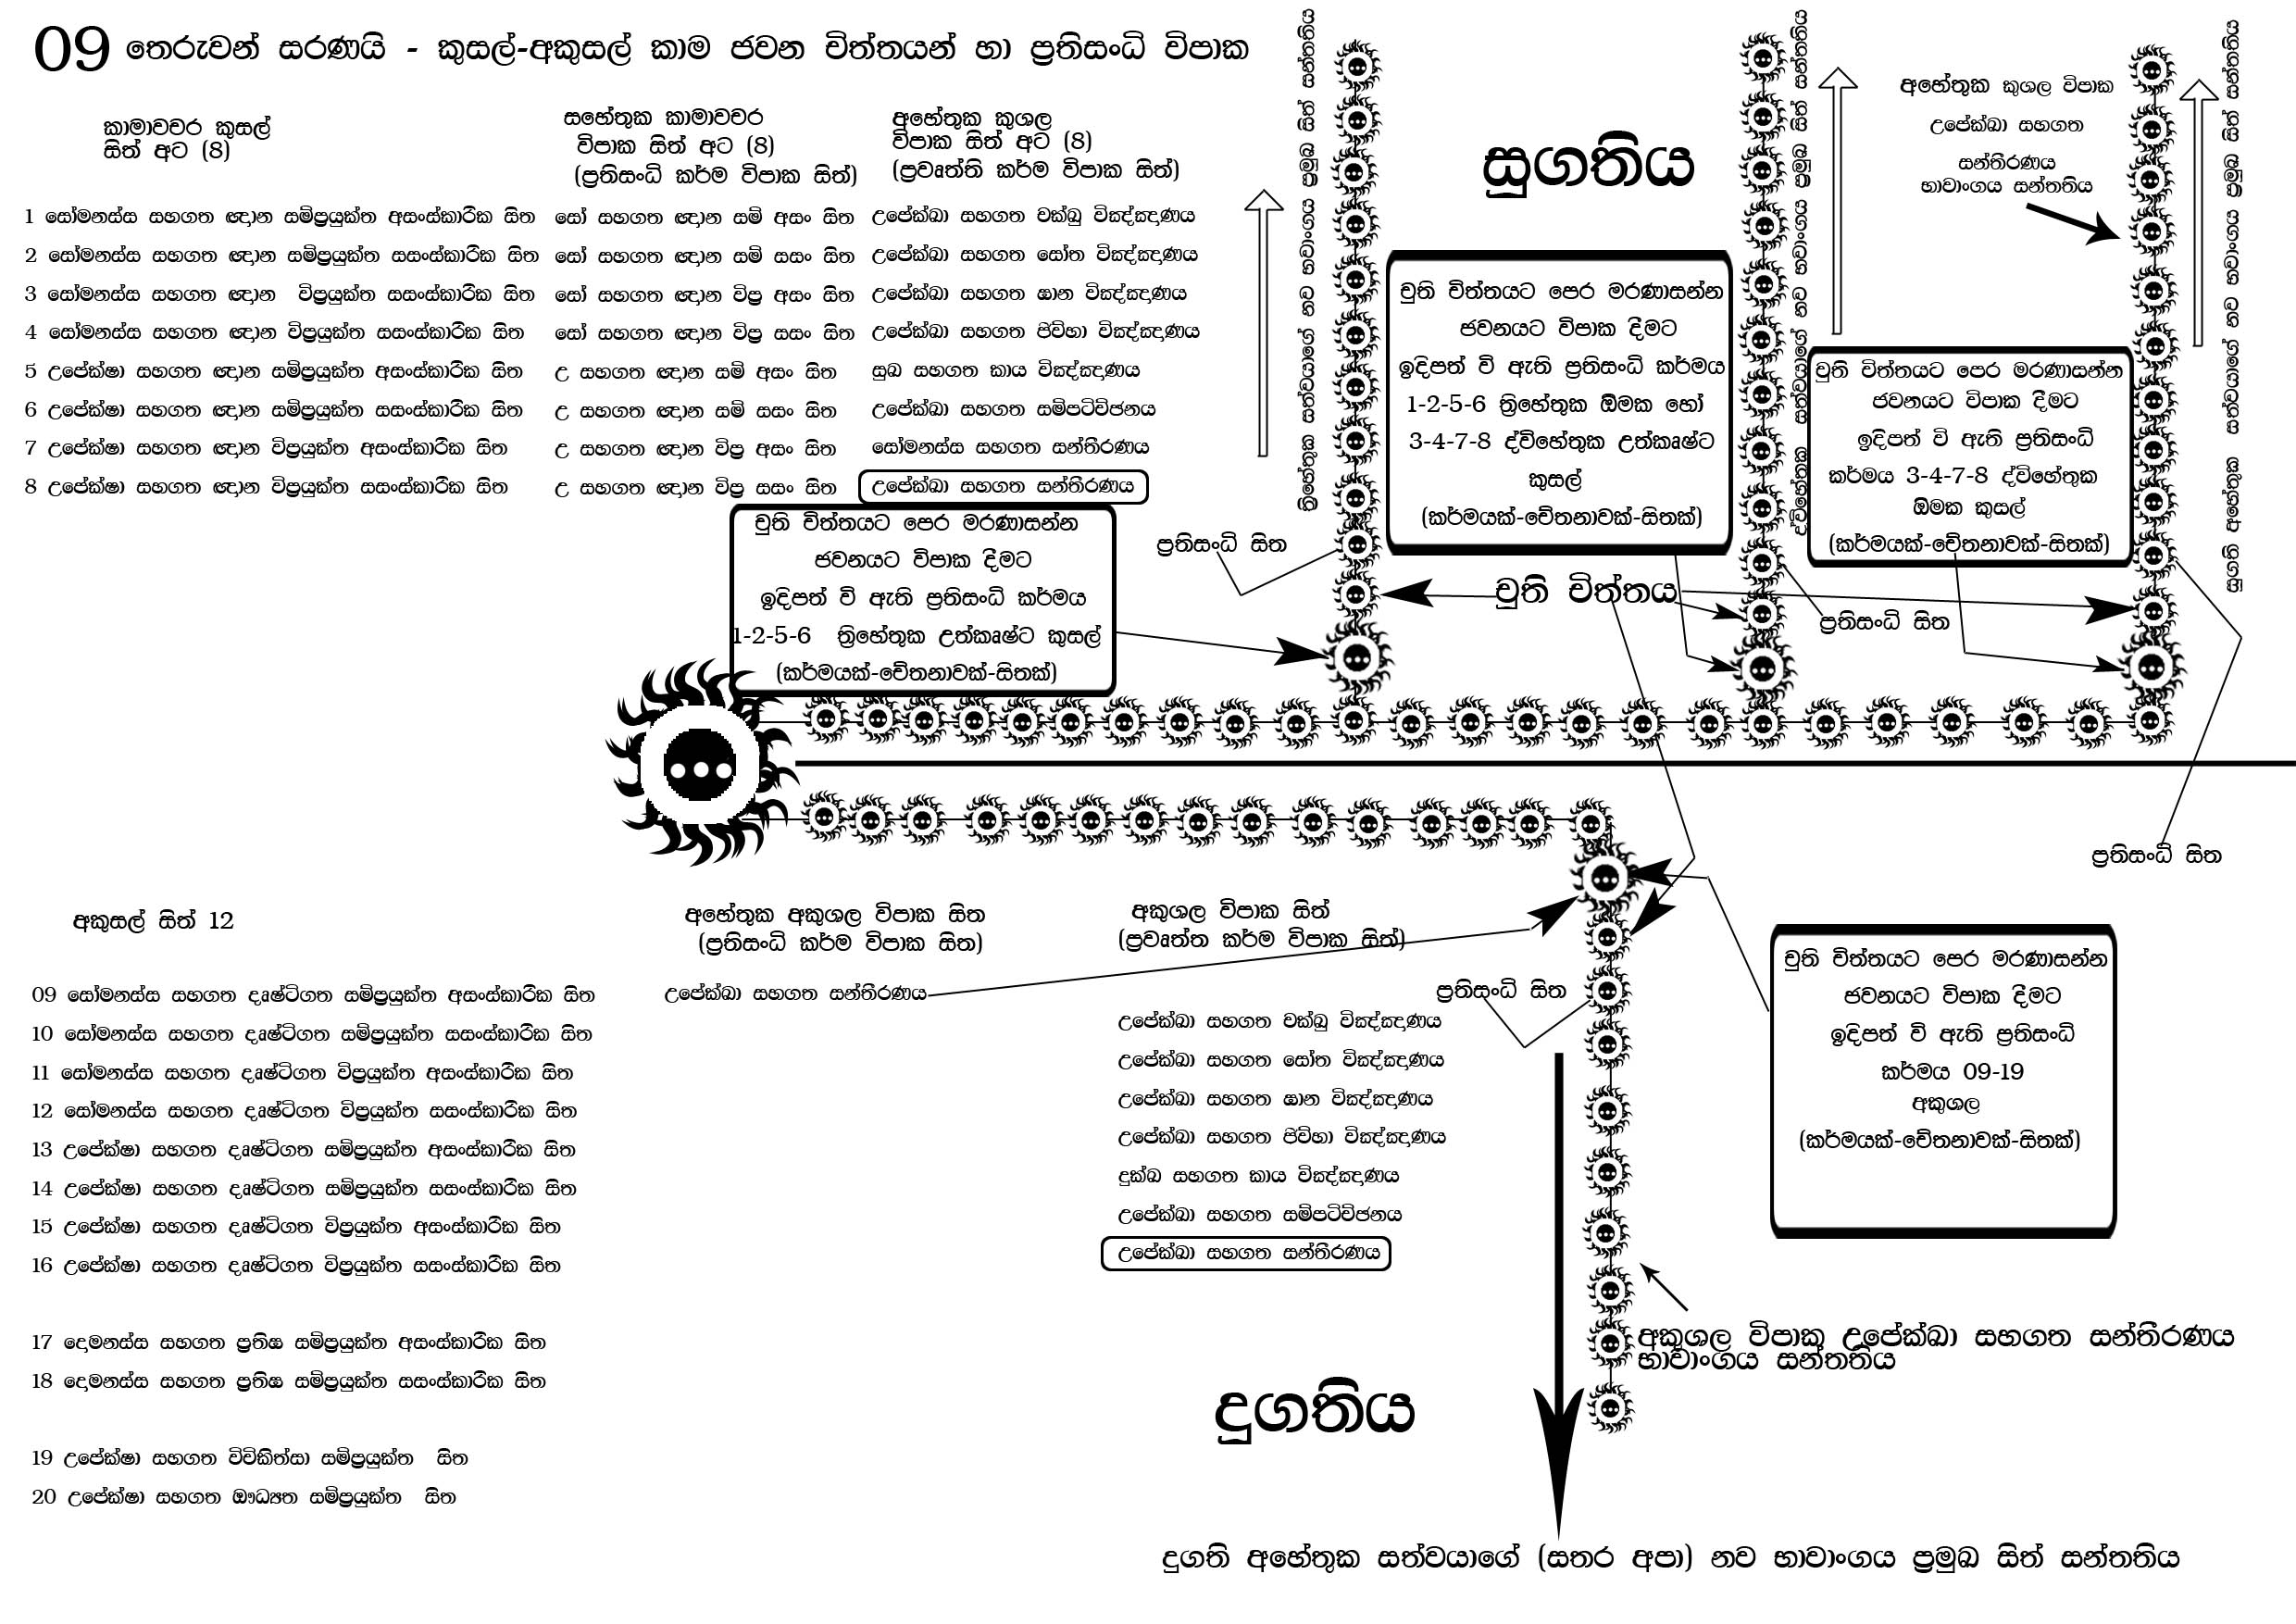 09 තෙරුවන් සරණයි - කුසල්-අකුසල් කාම ජවන චිත්තයන් හා ප්‍රතිසංධි විපාක
කාමාවචර කුසල්
සිත් අට (8)
1 සෝමනස්ස සහගත ඥාන සම්ප්‍රයුක්ත අසංස්කාරික සිත
2 සෝමනස්ස සහගත ඥාන සම්ප්‍රයුක්ත සසංස්කාරික සිත
3 සෝමනස්ස සහගත ඥාන විප්‍රයුක්ත සසංස්කාරික සිත
4 සෝමනස්ස සහගත ඥාන විප්‍රයුක්ත සසංස්කාරික සිත
5 උපේක්ෂා සහගත ඥාන සම්ප්‍රයුක්ත අසංස්කාරික සිත
6 උපේක්ෂා සහගත ඥාන සම්ප්‍රයුක්ත සසංස්කාරික සිත
7 උපේක්ෂා සහගත ඥාන විප්‍රයුක්ත අසංස්කාරික සිත
8 උපේක්ෂා සහගත ඥාන විප්‍රයුක්ත සසංස්කාරික සිත
සහේතුක කාමාවචර
විපාක සිත් අට (8)
(ප්‍රතිසංධි කර්ම විපාක සිත්)
සෝ සහගත ඥාන සම් අසං සිත
සෝ සහගත ඥාන සම් සසං සිත
සෝ සහගත ඥාන විප්‍ර අසං සිත
සෝ සහගත ඥාන විප්‍ර සසං සිත
උ සහගත ඥාන සම් අසං සිත
උ සහගත ඥාන සම් සසං සිත
උ සහගත ඥාන විප්‍ර අසං සිත
උ සහගත ඥාන විප්‍ර සසං සිත
අහේතුක කුශල
විපාක සිත් අට (8)
(ප්‍රවෘත්ති කර්ම විපාක සිත්)
උපේක්ඛා සහගත චක්ඛු විඤ්ඤාණය
උපේක්ඛා සහගත සෝත විඤ්ඤාණය
උපේක්ඛා සහගත ඝාන විඤ්ඤාණය
උපේක්ඛා සහගත ජිව්හා විඤ්ඤාණය
සුඛ සහගත කාය විඤ්ඤාණය
උපේක්ඛා සහගත සම්පටිච්ඡනය
සෝමනස්ස සහගත සන්තීරණය
උපේක්ඛා සහගත සන්තිරණය
චුති චිත්තයට පෙර මරණාසන්න
ජවනයට විපාක දීමට
ඉදිපත් වී ඇති ප්‍රතිසංධි කර්මය
1-2-5-6 ත්‍රිහේතුක උත්කෘෂ්ට කුසල්
(කර්මයක්-චේතනාවක්-සිතක්)
ත්‍රිහේතුක සත්වයාගේ භව භවාංගය ප්‍රමුඛ සිත් සන්තතිය
ප්‍රතිසංධි සිත
සුගතිය
චුති චිත්තයට පෙර මරණාසන්න
ජවනයට විපාක දීමට
ඉදිපත් වී ඇති ප්‍රතිසංධි කර්මය
1-2-5-6 ත්‍රිහේතුක ඕමක හෝ
3-4-7-8 ද්විහේතුක උත්කෘෂ්ට
කුසල්
(කර්මයක්-චේතනාවක්-සිතක්)
චුති චිත්තය
ද්විහේතුක සත්වයාගේ භව භවාංගය ප්‍රමුඛ සිත් සන්තතිය
ප්‍රතිසංධි සිත
අහේතුක කුශල විපාක
උපේක්ඛා සහගත
සන්තීරණය
භාවාංගය සන්තතිය
චුති චිත්තයට පෙර මරණාසන්න
ජවනයට විපාක දීමට
ඉදිපත් වී ඇති ප්‍රතිසංධි
කර්මය 3-4-7-8 ද්විහේතුක
ඕමක කුසල්
(කර්මයක්-චේතනාවක්-සිතක්)
සුගති අහේතුක සත්වයාගේ භව භවාංගය ප්‍රමුඛ සිත් සන්තතිය
ප්‍රතිසංධි සිත
අකුසල් සිත් 12
09 සෝමනස්ස සහගත දෘෂ්ටිගත සම්ප්‍රයුක්ත අසංස්කාරික සිත
10 සෝමනස්ස සහගත දෘෂ්ටිගත සම්ප්‍රයුක්ත සසංස්කාරික සිත
11 සෝමනස්ස සහගත දෘෂ්ටිගත විප්‍රයුක්ත අසංස්කාරික සිත
12 සෝමනස්ස සහගත දෘෂ්ටිගත විප්‍රයුක්ත සසංස්කාරික සිත
13 උපේක්ෂා සහගත දෘෂ්ටිගත සම්ප්‍රයුක්ත අසංස්කාරික සිත
14 උපේක්ෂා සහගත දෘෂ්ටිගත සම්ප්‍රයුක්ත සසංස්කාරික සිත
15 උපේක්ෂා සහගත දෘෂ්ටිගත විප්‍රයුක්ත අසංස්කාරික සිත
16 උපේක්ෂා සහගත දෘෂ්ටිගත විප්‍රයුක්ත සසංස්කාරික සිත
17 දොමනස්ස සහගත ප්‍රතිඝ සම්ප්‍රයුක්ත අසංස්කාරික සිත
18 දොමනස්ස සහගත ප්‍රතිඝ සම්ප්‍රයුක්ත සසංස්කාරික සිත
19 උපේක්ෂා සහගත විචිකිත්සා සම්ප්‍රයුක්ත සිත
20 උපේක්ෂා සහගත ඖධ්‍යත සම්ප්‍රයුක්ත සිත
අහේතුක අකුශල විපාක සිත
(ප්‍රතිසංධි කර්ම විපාක සිත)
උපේක්ඛා සහගත සන්තීරණය
අකුශල විපාක සිත්
(ප්‍රවෘත්ත කර්ම විපාක සිත්)
උපේක්ඛා සහගත චක්ඛු විඤ්ඤාණය
උපේක්ඛා සහගත සෝත විඤ්ඤාණය
උපේක්ඛා සහගත ඝාන විඤ්ඤාණය
උපේක්ඛා සහගත ජිව්හා විඤ්ඤාණය
දුක්ඛ සහගත කාය විඤ්ඤාණය
උපේක්ඛා සහගත සම්පටිච්ඡනය
උපේක්ඛා සහගත සන්තීරණය
ප්‍රතිසංධි සිත
චුති චිත්තයට පෙර මරණාසන්න
ජවනයට විපාක දීමට
ඉදිපත් වී ඇති ප්‍රතිසංධි
කර්මය 09-19
අකුශල
(කර්මයක්-චේතනාවක්-සිතක්)
අකුශල විපාක උපේක්ඛා සහගත සන්තීරණය
භාවාංගය සන්තතිය
දුගතිය
දුගති අහේතුක සත්වයාගේ (සතර අපා) නව භාවාංගය ප්‍රමුඛ සිත් සන්තතිය